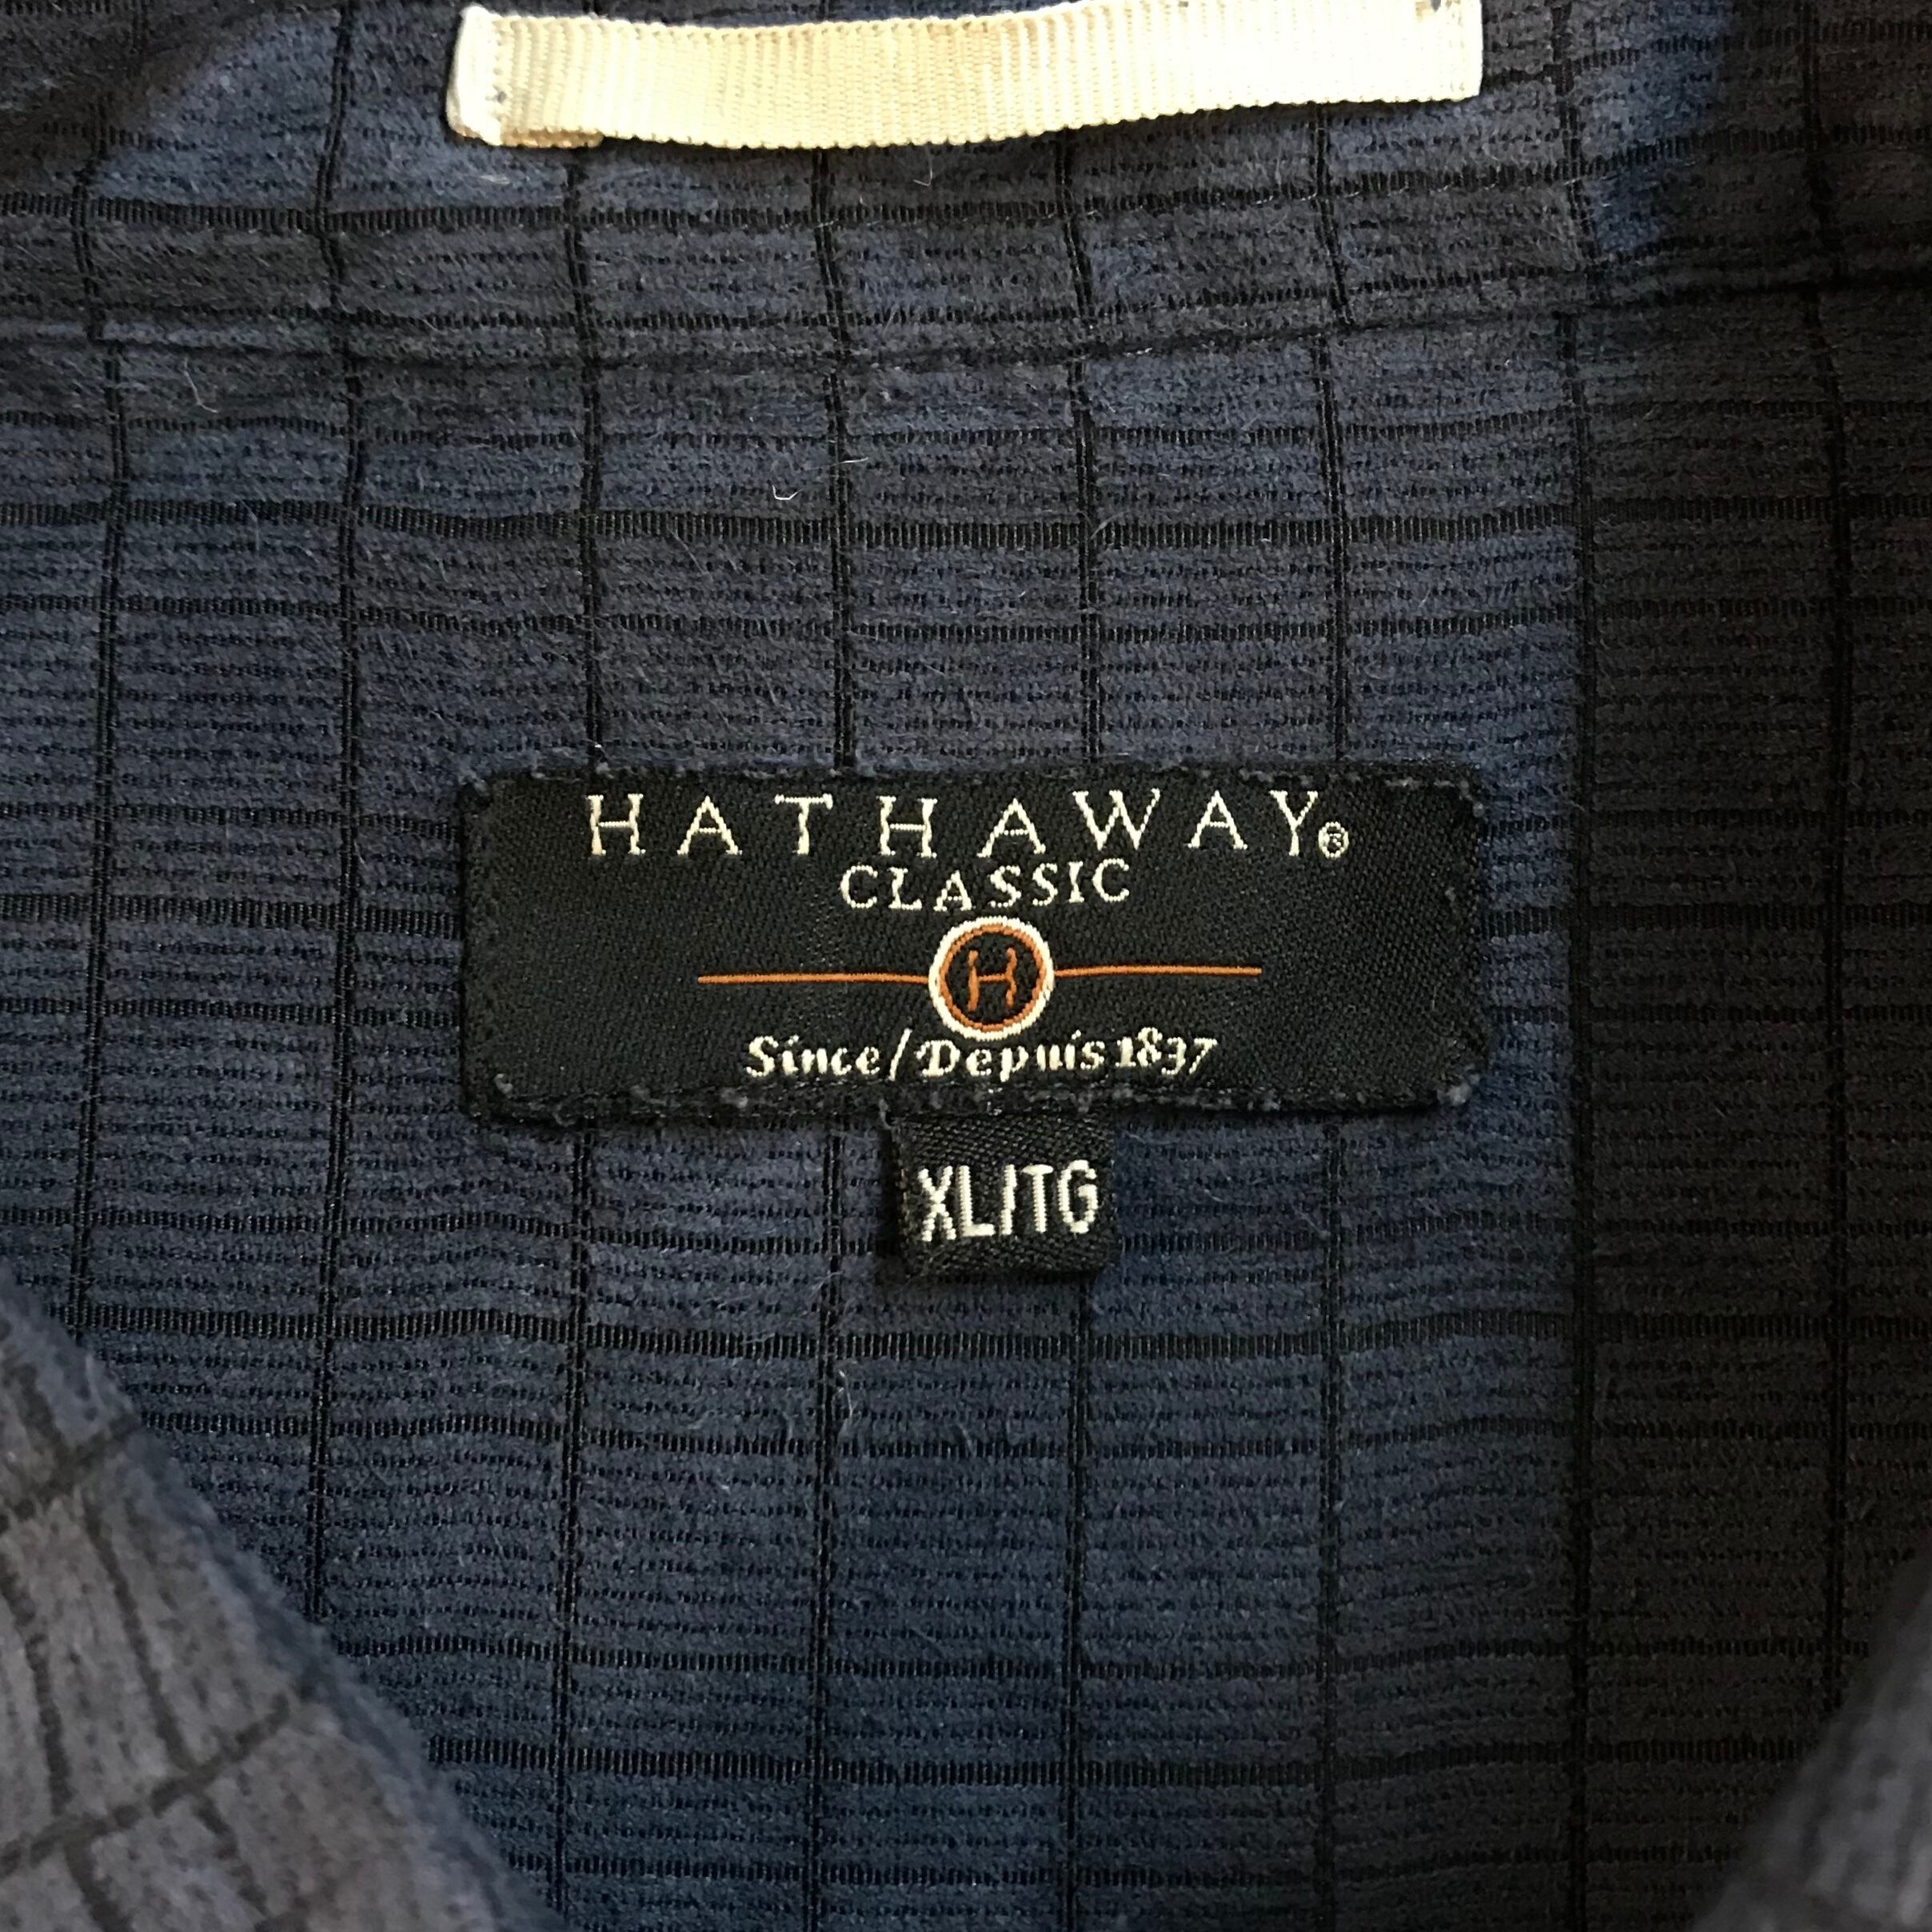 HATHAWAY®
CLASSIC
H
Since/Depuis 1837
XL/TG